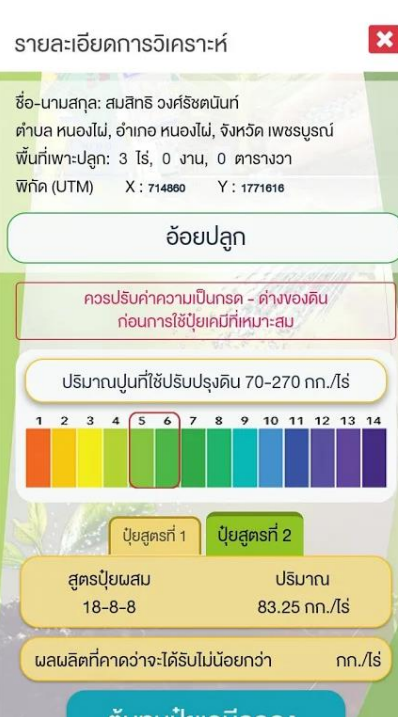 รายละเอียดการวิเคราะห์
ชื่อ-นามสกุล: สมสิทธิ วงศ์รัชตนันท์
ตำบล หนองไผ่, อำเภอ หนองไผ่, จังหวัด เพชรบูรณ์
พื้นที่เพาะปลูก: 3 ไร่, 0 งาน, 0 ตารางวา
พิกัด (UTM) X : 714860 Y : 1771616
อ้อยปลูก
ควรปรับค่าความเป็นกรด - ด่างของดิน
ก่อนการใช้ปุ๋ยเคมีที่เหมาะสม
ปริมาณปูนที่ใช้ปรับปรุงดิน 70-270 กก./ไร่
1 2 3 4 5 6 7 8 9 10 11 12 13 14
ปุ๋ยสูตรที่ 1 ปุ๋ยสูตรที่ 2
สูตรปุ๋ยผสม ปริมาณ
18-8-8 83.25 กก./ไร่
ผลผลิตที่คาดว่าจะได้รับไม่น้อยกว่า กก./ไร่